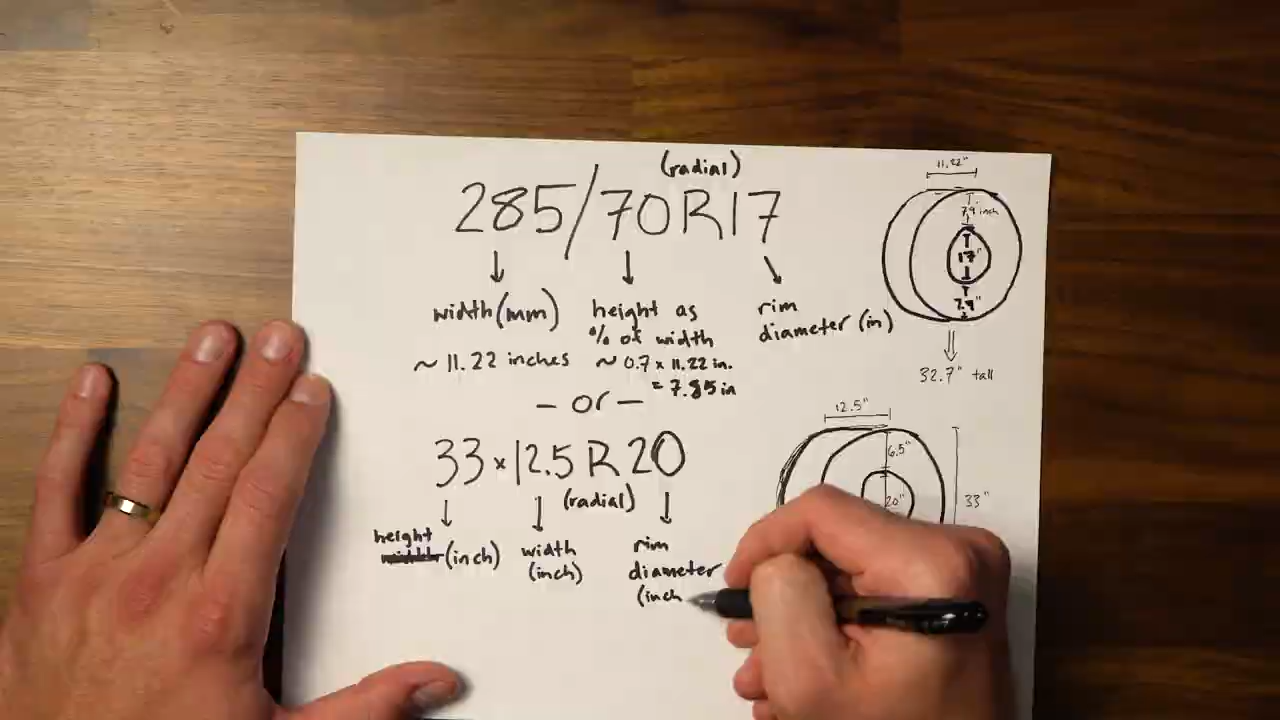 (radial)
285/70R17
width(mm)
~ 11.22 inches
height as
% of width
~ 0.7 x 11.22 in.
= 7.85 in
rim
diameter (in)
11.22"
7.9 inch
17"
7.9"
32.7" tall
- or -
33 x 12.5 R 20
(radial)
height
(inch)
width
(inch)
rim
diameter
(inch
12.5"
6.5"
20"
33"